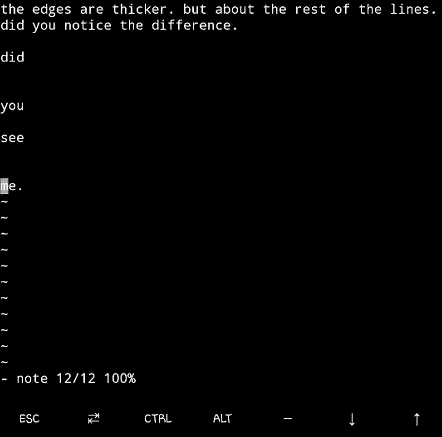 the edges are thicker. but about the rest of the lines.
did you notice the difference.
did
you
see
me.
~
~
~
~
~
~
~
~
~
~
~
- note 12/12 100%
ESC ⇄ CTRL ALT – ↓ ↑